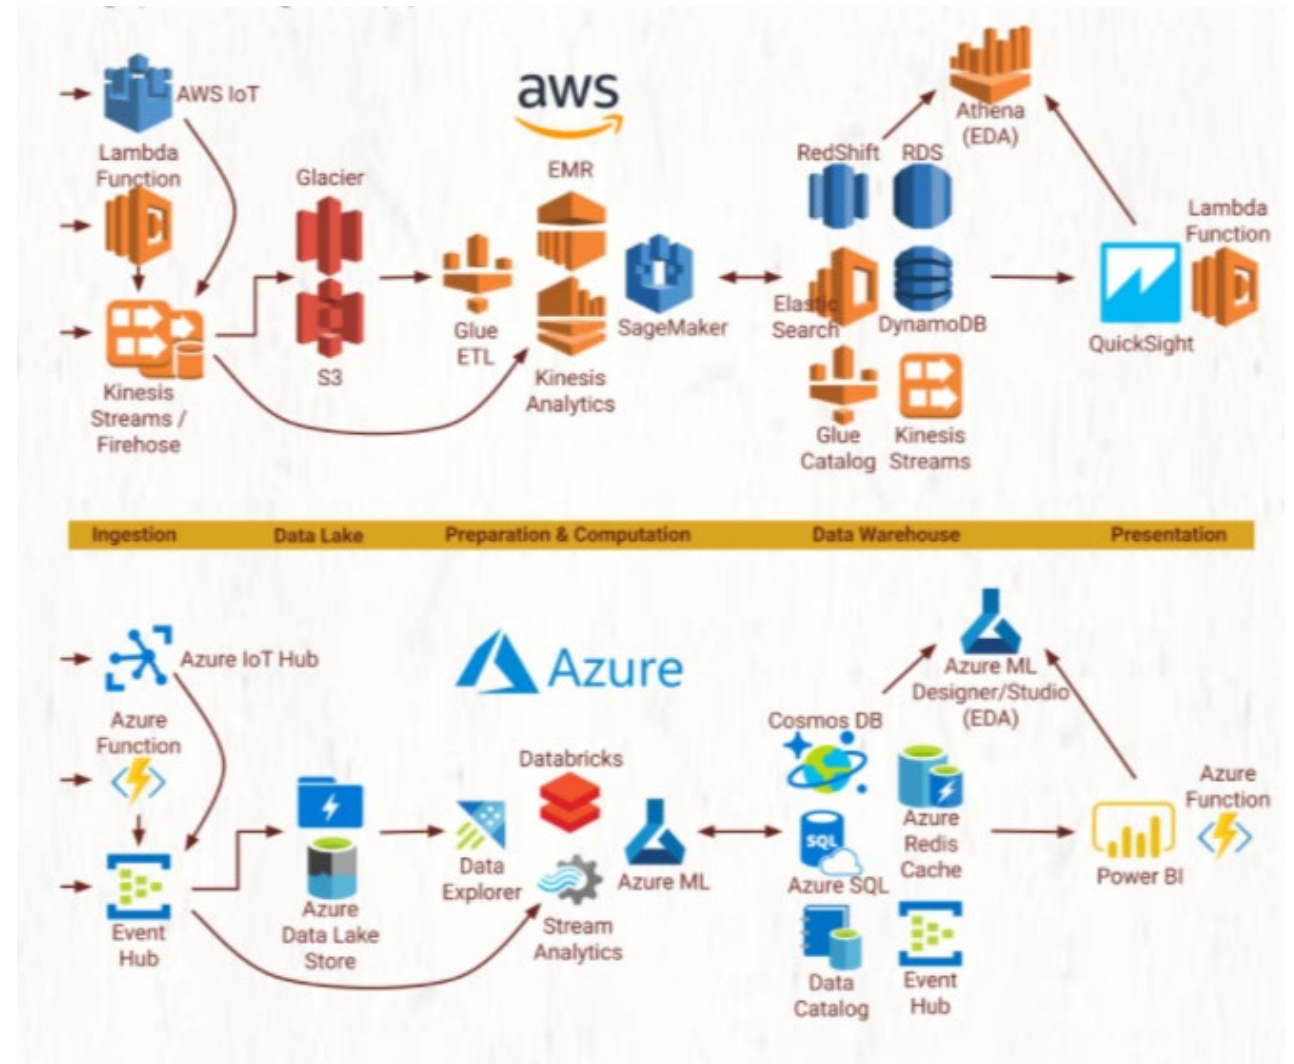 AWS IoT
Lambda
Function
Kinesis
Streams /
Firehose
Glacier
S3
aws
EMR
Glue
ETL
Kinesis
Analytics
SageMaker
RedShift
RDS
Athena
(EDA)
Elastic
Search
DynamoDB
Glue
Catalog
Kinesis
Streams
QuickSight
Lambda
Function
Ingestion
Data Lake
Preparation & Computation
Data Warehouse
Presentation
Azure IoT Hub
Azure
Function
Event
Hub
Azure
Data Lake
Store
Azure
Databricks
Data
Explorer
Stream
Analytics
Azure ML
Cosmos DB
Azure ML
Designer/Studio
(EDA)
SQL
Azure SQL
Azure
Redis
Cache
Data
Catalog
Event
Hub
Power BI
Azure
Function